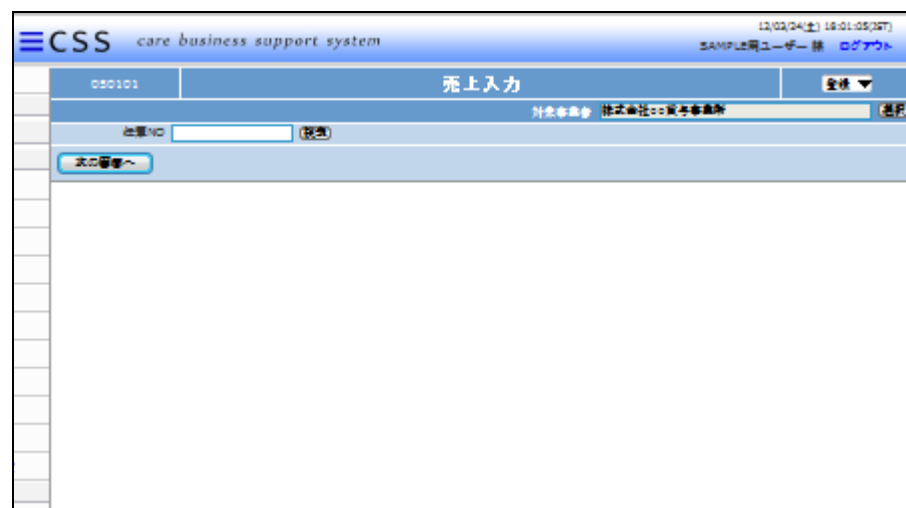 12/03/24(土) 18:01:05(JST)
CSS care business support system
SAMPLE用ユーザー 様 ログアウト
050101 売上入力 登録 ▼
対象事業者 株式会社○○貸与事業所 選択
伝票NO 検索
次の画面へ